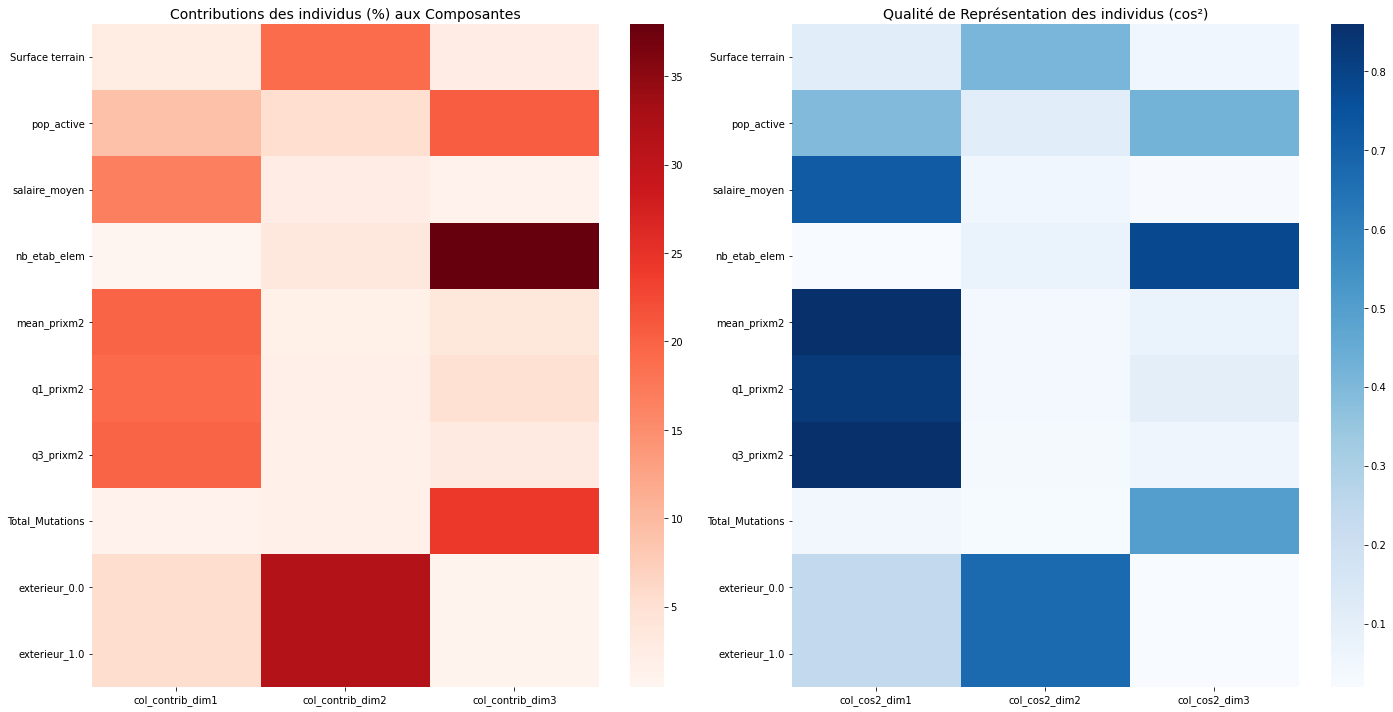 Contributions des individus (%) aux Composantes
Surface terrain
pop_active
salaire_moyen
nb_etab_elem
mean_prixm2
q1_prixm2
q3_prixm2
Total_Mutations
exterieur_0.0
exterieur_1.0
col_contrib_dim1
col_contrib_dim2
col_contrib_dim3
35
30
25
20
15
10
5
Qualité de Représentation des individus (cos²)
Surface terrain
pop_active
salaire_moyen
nb_etab_elem
mean_prixm2
q1_prixm2
q3_prixm2
Total_Mutations
exterieur_0.0
exterieur_1.0
col_cos2_dim1
col_cos2_dim2
col_cos2_dim3
0.8
0.7
0.6
0.5
0.4
0.3
0.2
0.1